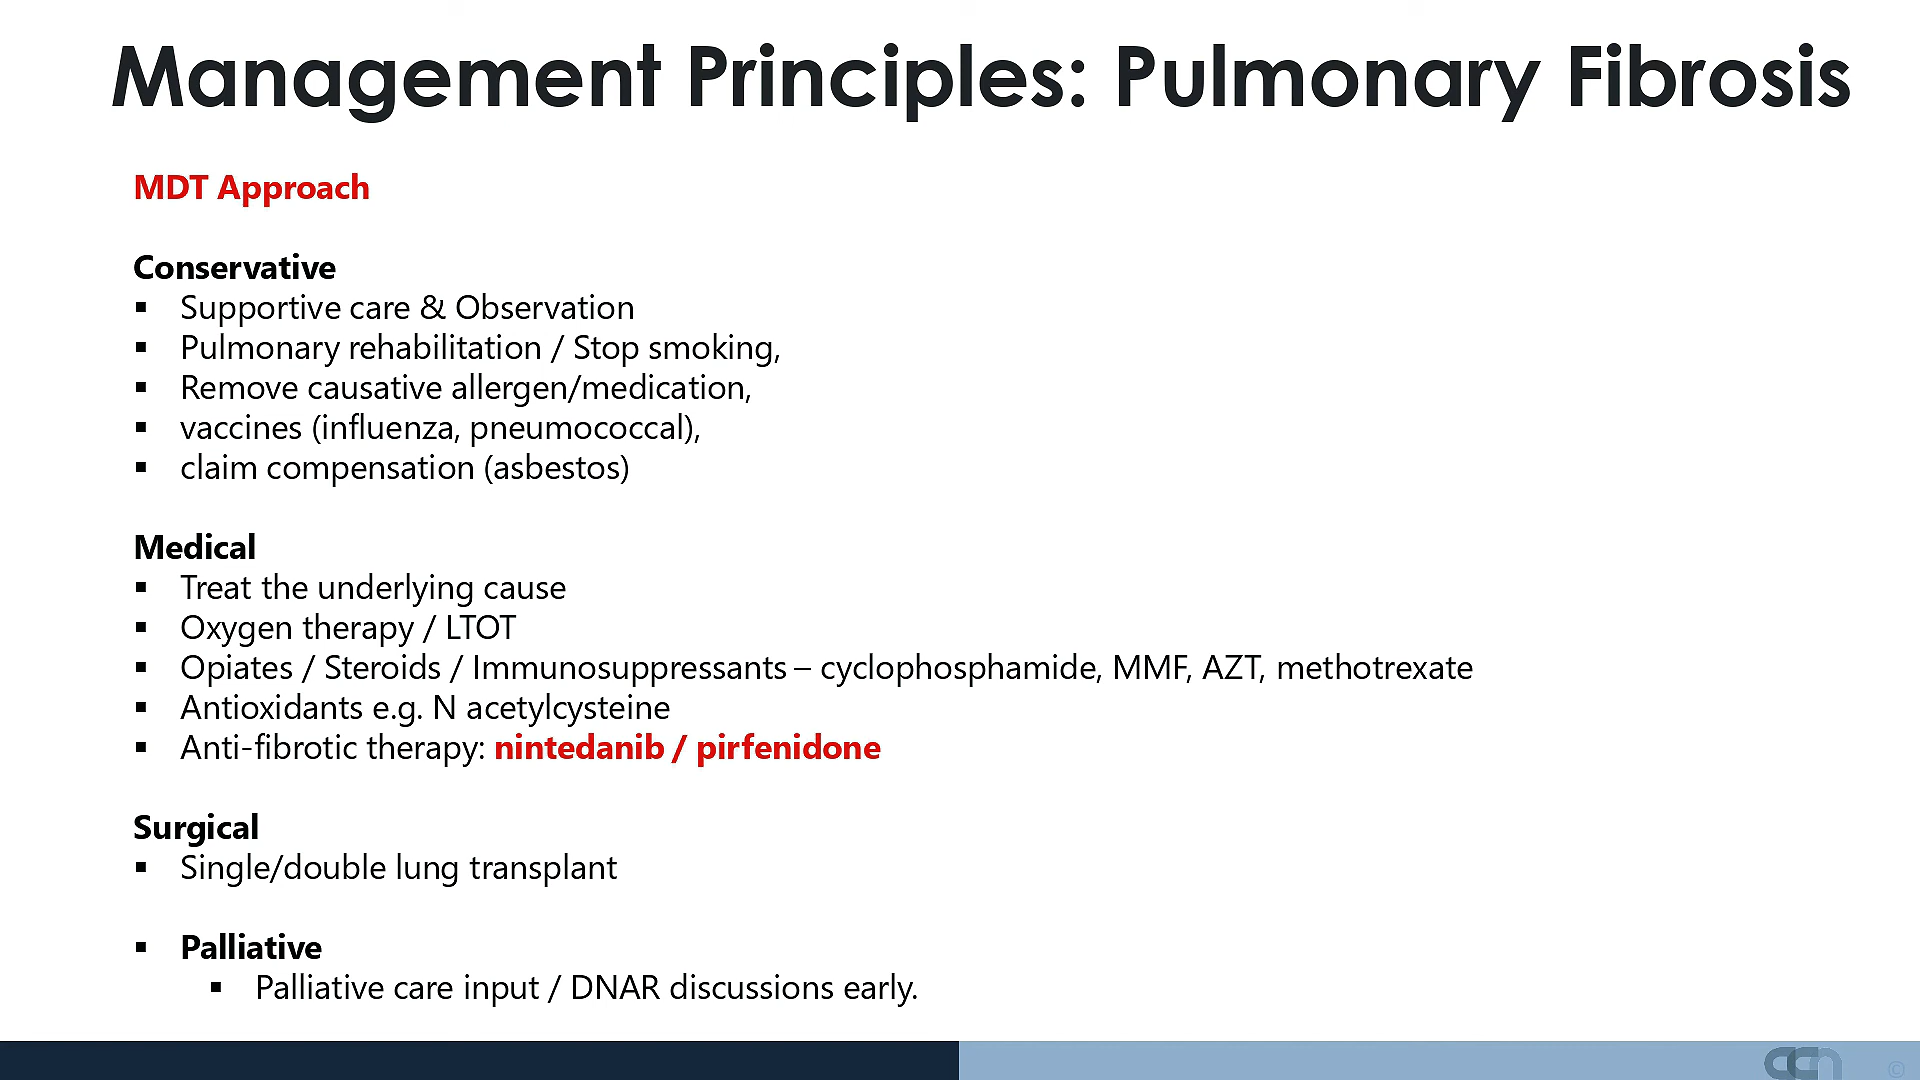 Management Principles: Pulmonary Fibrosis
MDT Approach
Conservative
▪ Supportive care & Observation
▪ Pulmonary rehabilitation / Stop smoking,
▪ Remove causative allergen/medication,
▪ vaccines (influenza, pneumococcal),
▪ claim compensation (asbestos)
Medical
▪ Treat the underlying cause
▪ Oxygen therapy / LTOT
▪ Opiates / Steroids / Immunosuppressants – cyclophosphamide, MMF, AZT, methotrexate
▪ Antioxidants e.g. N acetylcysteine
▪ Anti-fibrotic therapy: nintedanib / pirfenidone
Surgical
▪ Single/double lung transplant
▪ Palliative
▪ Palliative care input / DNAR discussions early.
©